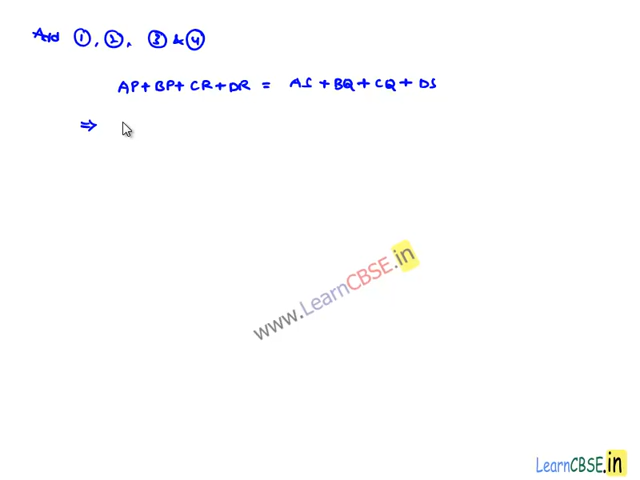 Add ①, ②, ③ & ④
AP + BP + CR + DR = AS + BQ + CQ + DS
⇒
www.LearnCBSE.in
LearnCBSE.in